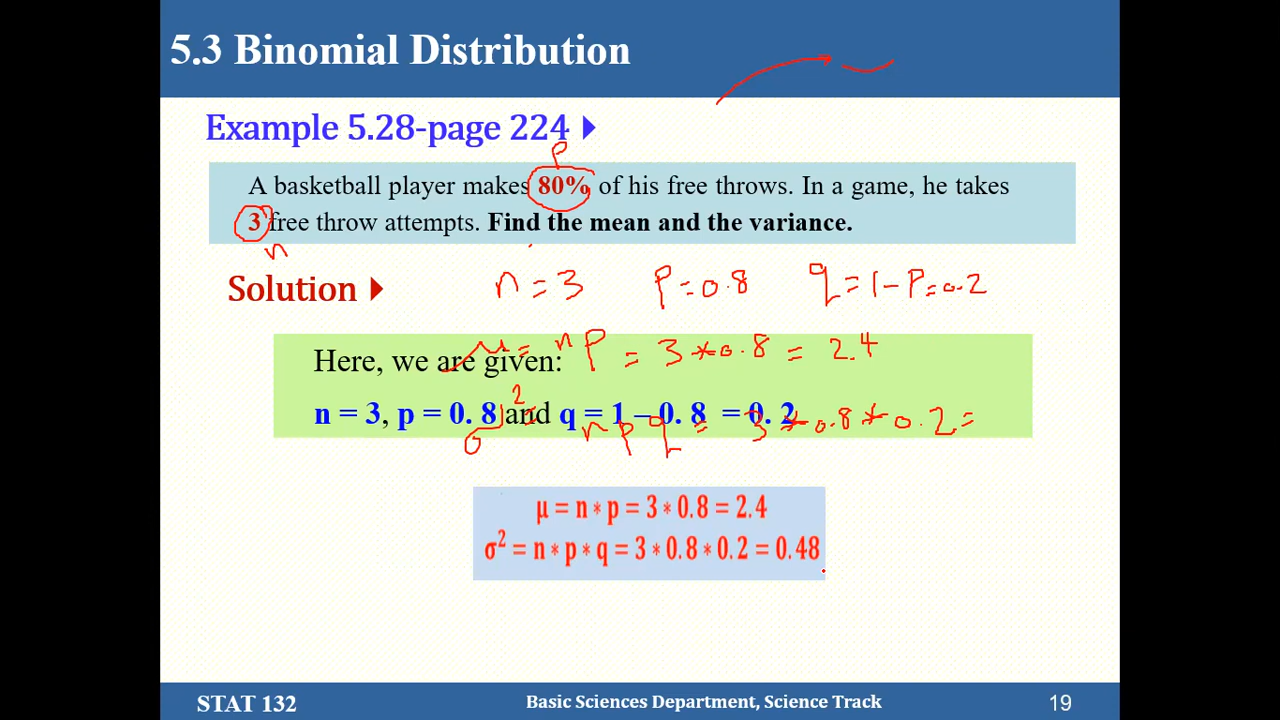 5.3 Binomial Distribution
Example 5.28-page 224
p
A basketball player makes 80% of his free throws. In a game, he takes
3 free throw attempts. Find the mean and the variance.
n
Solution
n = 3 p = 0.8 q = 1 - p = 0.2
Here, we are given:
μ = n p = 3 * 0.8 = 2.4
n = 3, p = 0. 8 and q = 1 – 0. 8 = 0. 2
σ² = n p q = 3 * 0.8 * 0.2 =
μ = n * p = 3 * 0.8 = 2.4
σ² = n * p * q = 3 * 0.8 * 0.2 = 0.48
STAT 132 Basic Sciences Department, Science Track 19